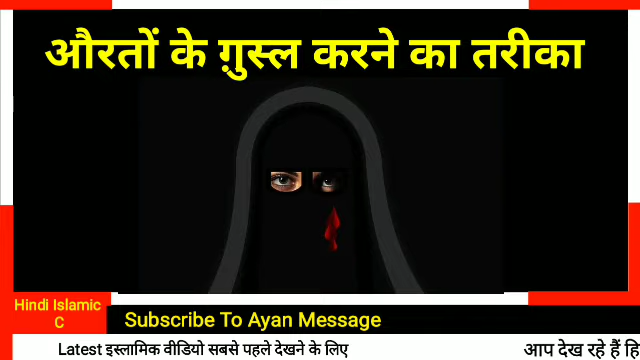 औरतों के ग़ुस्ल करने का तरीका
Hindi Islamic
C
Subscribe To Ayan Message
Latest इस्लामिक वीडियो सबसे पहले देखने के लिए
आप देख रहे हैं हि